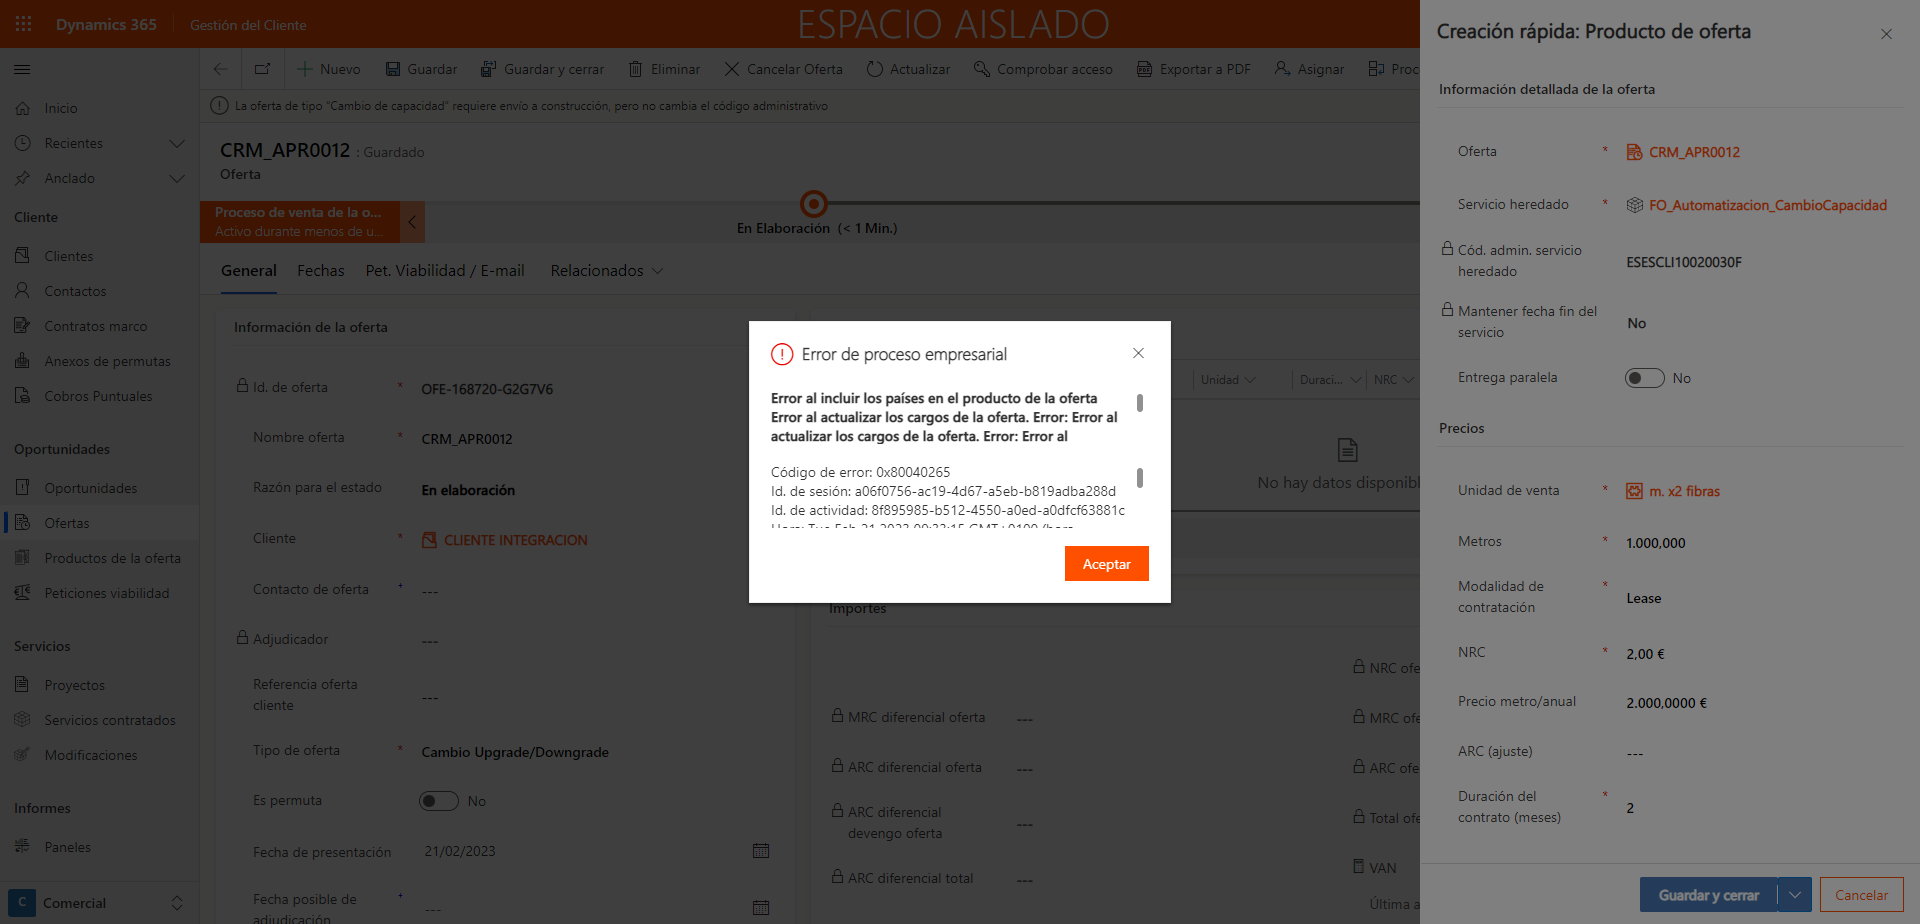 Dynamics 365
Gestión del Cliente
ESPACIO AISLADO
Nuevo
Guardar
Guardar y cerrar
Eliminar
Cancelar Oferta
Actualizar
Comprobar acceso
Exportar a PDF
Asignar
Proc
La oferta de tipo "Cambio de capacidad" requiere envío a construcción, pero no cambia el código administrativo
Inicio
Recientes
Anclado
Cliente
Clientes
Contactos
Contratos marco
Anexos de permutas
Cobros Puntuales
Oportunidades
Oportunidades
Ofertas
Productos de la oferta
Peticiones viabilidad
Servicios
Proyectos
Servicios contratados
Modificaciones
Informes
Paneles
C
Comercial
CRM_APR0012 : Guardado
Oferta
Proceso de venta de la o...
Activo durante menos de u...
En Elaboración (< 1 Min.)
General
Fechas
Pet. Viabilidad / E-mail
Relacionados
Información de la oferta
Id. de oferta * OFE-168720-G2G7V6
Nombre oferta * CRM_APR0012
Razón para el estado En elaboración
Cliente * CLIENTE INTEGRACION
Contacto de oferta + ---
Adjudicador ---
Referencia oferta
cliente ---
Tipo de oferta * Cambio Upgrade/Downgrade
Es permuta No
Fecha de presentación 21/02/2023
Fecha posible de + ---
adjudicación
Unidad
Duraci...
NRC
No hay datos disponibl
Importes
NRC ofe
MRC diferencial oferta ---
MRC ofe
ARC diferencial oferta ---
ARC ofe
ARC diferencial
devengo oferta ---
Total ofe
VAN
ARC diferencial total ---
Última a
Error de proceso empresarial
Error al incluir los países en el producto de la oferta
Error al actualizar los cargos de la oferta. Error: Error al
actualizar los cargos de la oferta. Error: Error al
Código de error: 0x80040265
Id. de sesión: a06f0756-ac19-4d67-a5eb-b819adba288d
Id. de actividad: 8f895985-b512-4550-a0ed-a0dfcf63881c
Hora: Tue Feb 21 2023 09:33:15 GMT+0100 (hora
Aceptar
Creación rápida: Producto de oferta
Información detallada de la oferta
Oferta * CRM_APR0012
Servicio heredado * FO_Automatizacion_CambioCapacidad
Cód. admin. servicio
heredado ESESCLI10020030F
Mantener fecha fin del
servicio No
Entrega paralela No
Precios
Unidad de venta * m. x2 fibras
Metros * 1.000,000
Modalidad de *
contratación Lease
NRC * 2,00 €
Precio metro/anual 2.000,0000 €
ARC (ajuste) ---
Duración del *
contrato (meses) 2
Guardar y cerrar
Cancelar